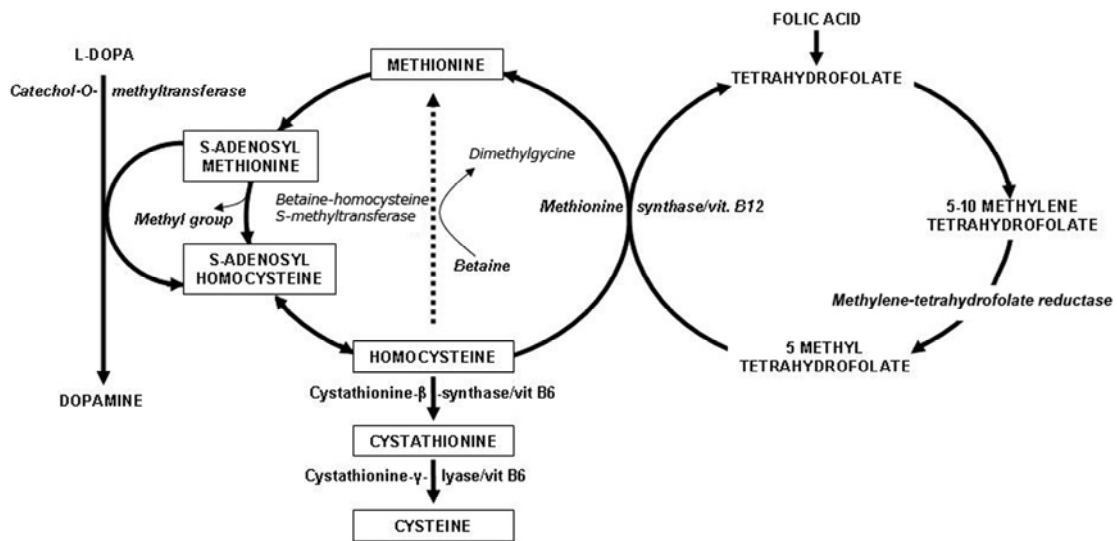 FOLIC ACID
L-DOPA
METHIONINE
TETRAHYDROFOLATE
Catechol-O- methyltransferase
S-ADENOSYL
METHIONINE
Dimethylgycine
Betaine-homocysteine
S-methyltransferase
Methyl group
Methionine synthase/vit. B12
5-10 METHYLENE
TETRAHYDROFOLATE
S-ADENOSYL
HOMOCYSTEINE
Betaine
Methylene-tetrahydrofolate reductase
HOMOCYSTEINE
5 METHYL
TETRAHYDROFOLATE
Cystathionine-β -synthase/vit B6
DOPAMINE
CYSTATHIONINE
Cystathionine-γ- lyase/vit B6
CYSTEINE